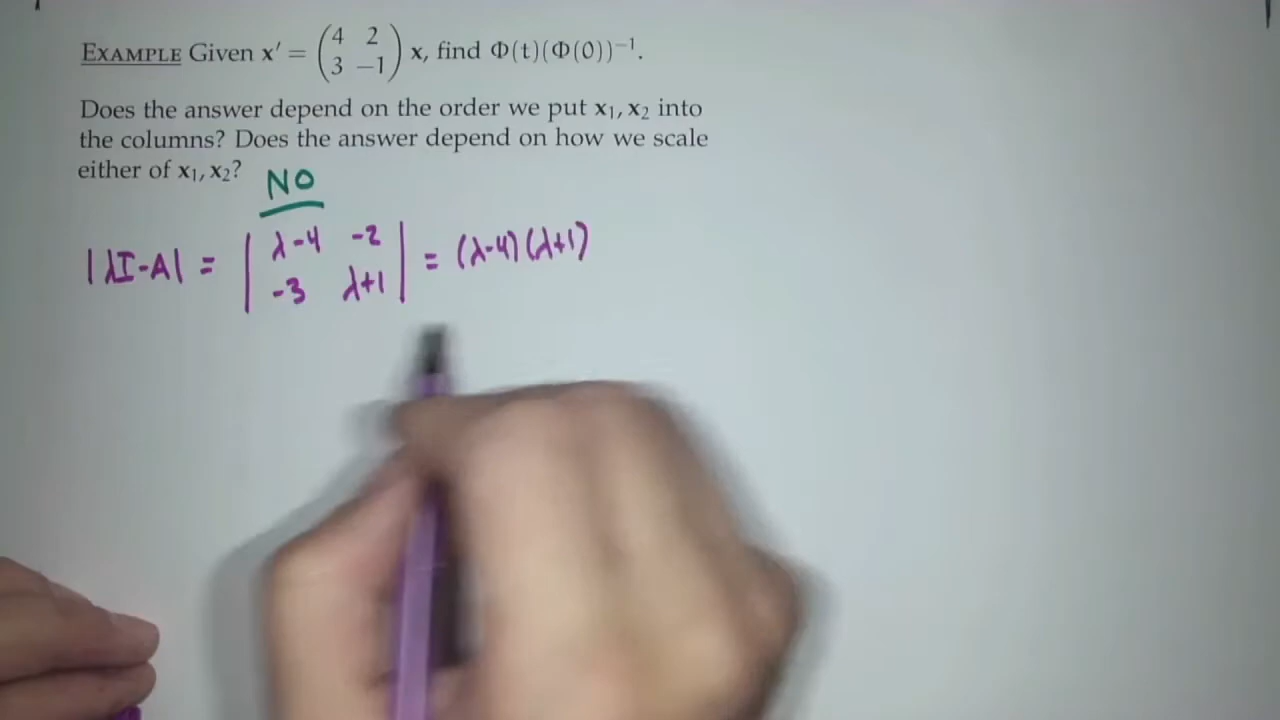 EXAMPLE Given x′ = (4 2 3 −1) x, find Φ(t)(Φ(0))⁻¹.
Does the answer depend on the order we put x₁, x₂ into
the columns? Does the answer depend on how we scale
either of x₁, x₂? NO
|λI-A| = | λ-4 -2 -3 λ+1 | = (λ-4)(λ+1)